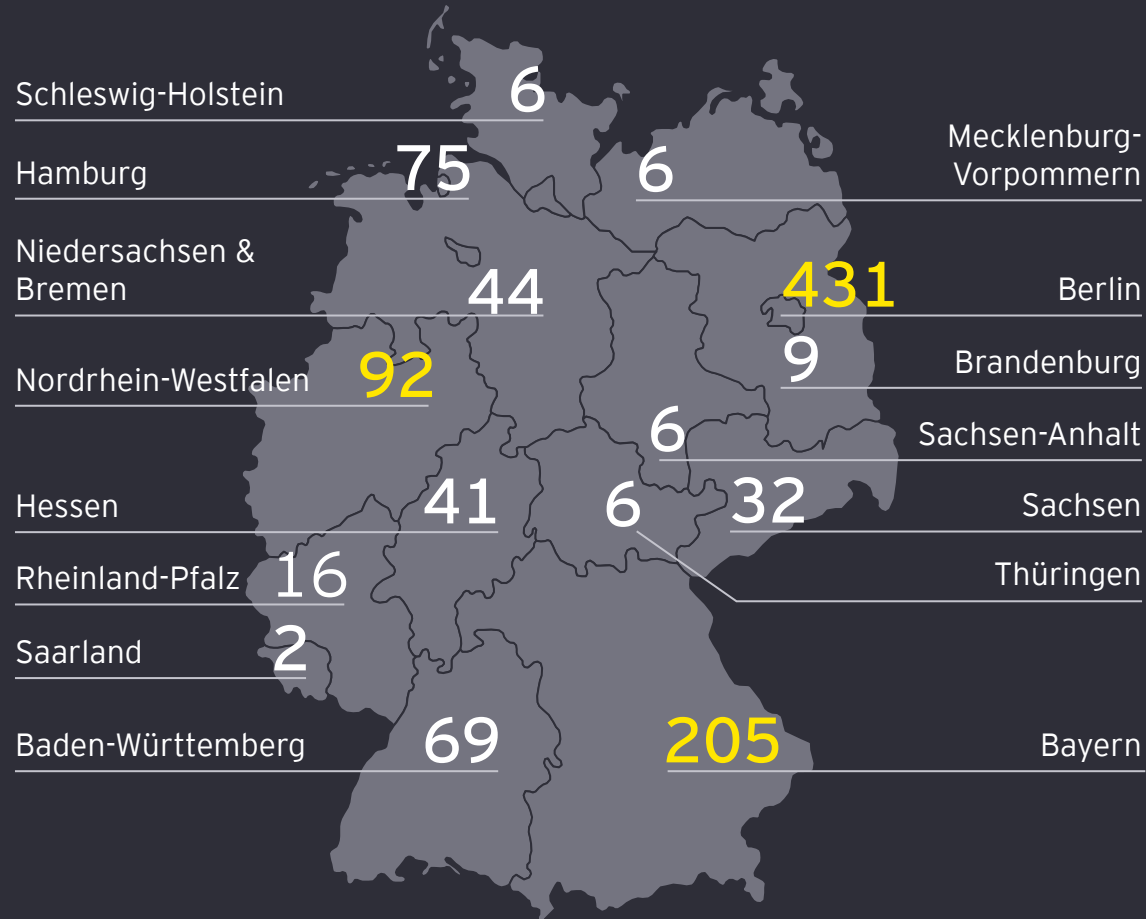 Schleswig-Holstein 6
Hamburg 75
6 Mecklenburg-
Vorpommern
Niedersachsen &
Bremen 44
431 Berlin
Nordrhein-Westfalen 92
9 Brandenburg
6 Sachsen-Anhalt
Hessen 41
32 Sachsen
6 Thüringen
Rheinland-Pfalz 16
Saarland 2
Baden-Württemberg 69
205 Bayern